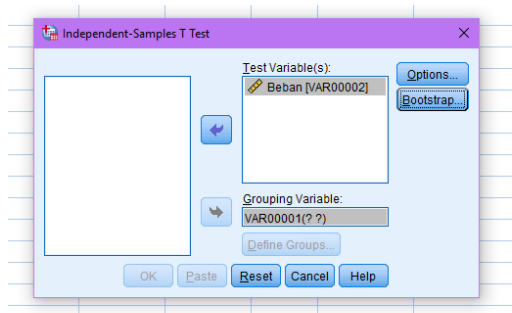 Independent-Samples T Test
Test Variable(s):
Beban [VAR00002]
Options...
Bootstrap...
Grouping Variable:
VAR00001(? ?)
Define Groups...
OK Paste Reset Cancel Help